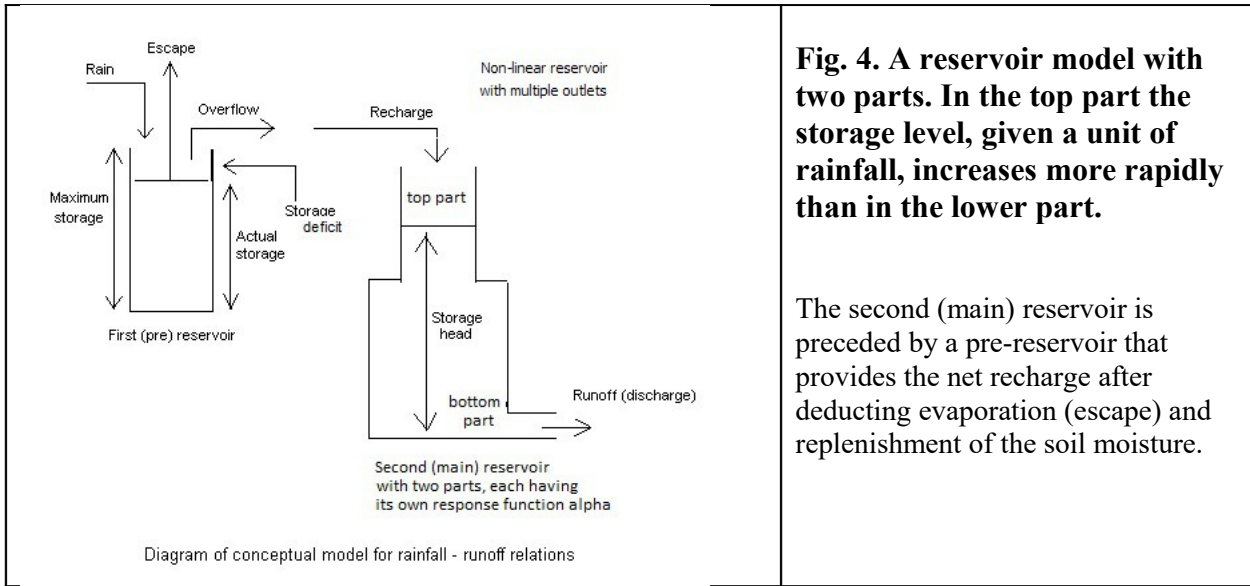 Escape
Rain
Non-linear reservoir
with multiple outlets
Overflow
Recharge
Maximum
storage
top part
Storage
deficit
Actual
storage
First (pre) reservoir
Storage
head
bottom
part
Runoff (discharge)
Second (main) reservoir
with two parts, each having
its own response function alpha
Diagram of conceptual model for rainfall - runoff relations
Fig. 4. A reservoir model with
two parts. In the top part the
storage level, given a unit of
rainfall, increases more rapidly
than in the lower part.
The second (main) reservoir is
preceded by a pre-reservoir that
provides the net recharge after
deducting evaporation (escape) and
replenishment of the soil moisture.